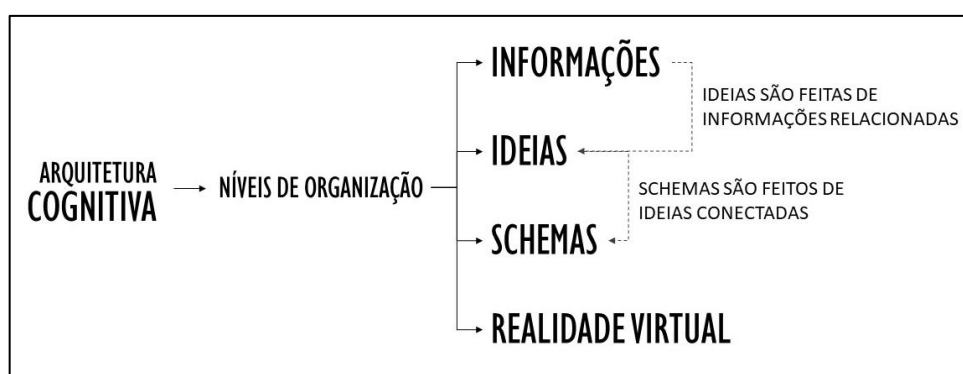 ARQUITETURA
COGNITIVA
NÍVEIS DE ORGANIZAÇÃO
INFORMAÇÕES
IDEIAS
SCHEMAS
REALIDADE VIRTUAL
IDEIAS SÃO FEITAS DE
INFORMAÇÕES RELACIONADAS
SCHEMAS SÃO FEITOS DE
IDEIAS CONECTADAS